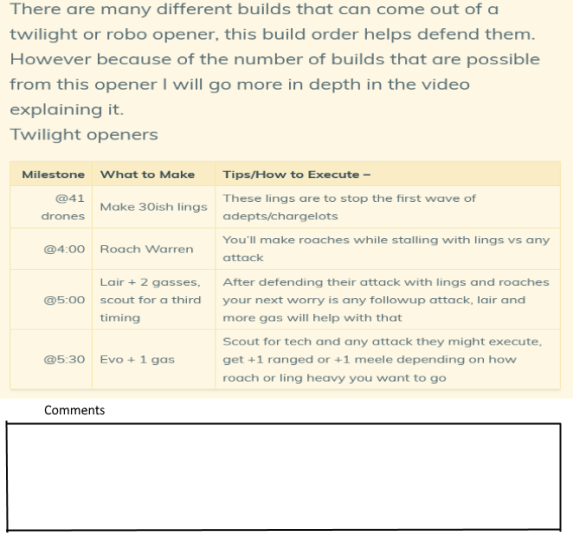 There are many different builds that can come out of a
twilight or robo opener, this build order helps defend them.
However because of the number of builds that are possible
from this opener I will go more in depth in the video
explaining it.
Twilight openers
Milestone What to Make Tips/How to Execute –
@41
drones
Make 30ish lings
These lings are to stop the first wave of
adepts/chargelots
@4:00
Roach Warren
You'll make roaches while stalling with lings vs any
attack
@5:00
Lair + 2 gasses,
scout for a third
timing
After defending their attack with lings and roaches
your next worry is any followup attack, lair and
more gas will help with that
@5:30
Evo + 1 gas
Scout for tech and any attack they might execute,
get +1 ranged or +1 meele depending on how
roach or ling heavy you want to go
Comments